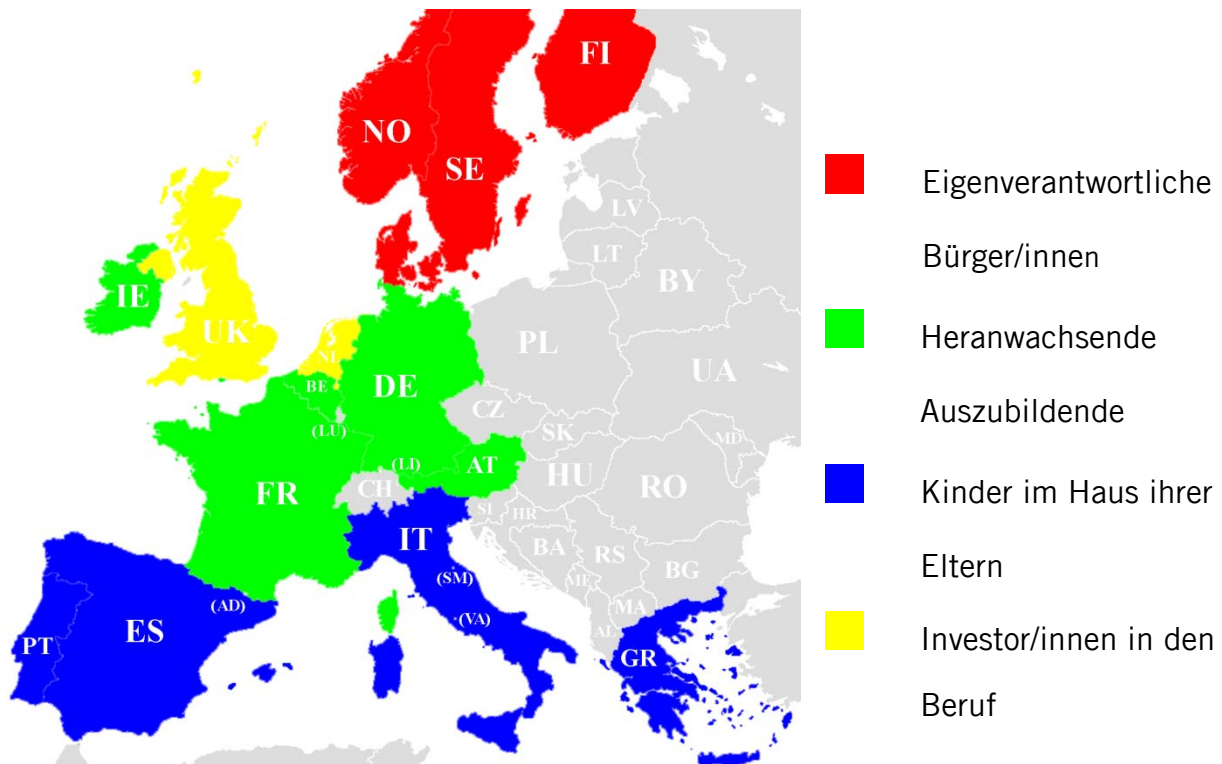 FI
NO
SE
LV
LT
BY
IE
UK
NL
PL
UA
BE
DE
CZ
(LU)
SK
MD
(LI)
AT
HU
FR
CH
RO
SI
HR
IT
BA
RS
(SM)
ME
BG
(AD)
(VA)
MA
AL
PT
ES
GR
Eigenverantwortliche
Bürger/innen
Heranwachsende
Auszubildende
Kinder im Haus ihrer
Eltern
Investor/innen in den
Beruf